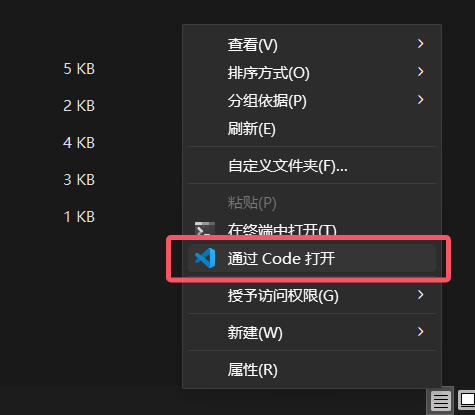 查看(V)
5 KB
排序方式(O)
2 KB
分组依据(P)
刷新(E)
4 KB
自定义文件夹(F)...
3 KB
粘贴(P)
1 KB
在终端中打开(T)
通过 Code 打开
授予访问权限(G)
新建(W)
属性(R)